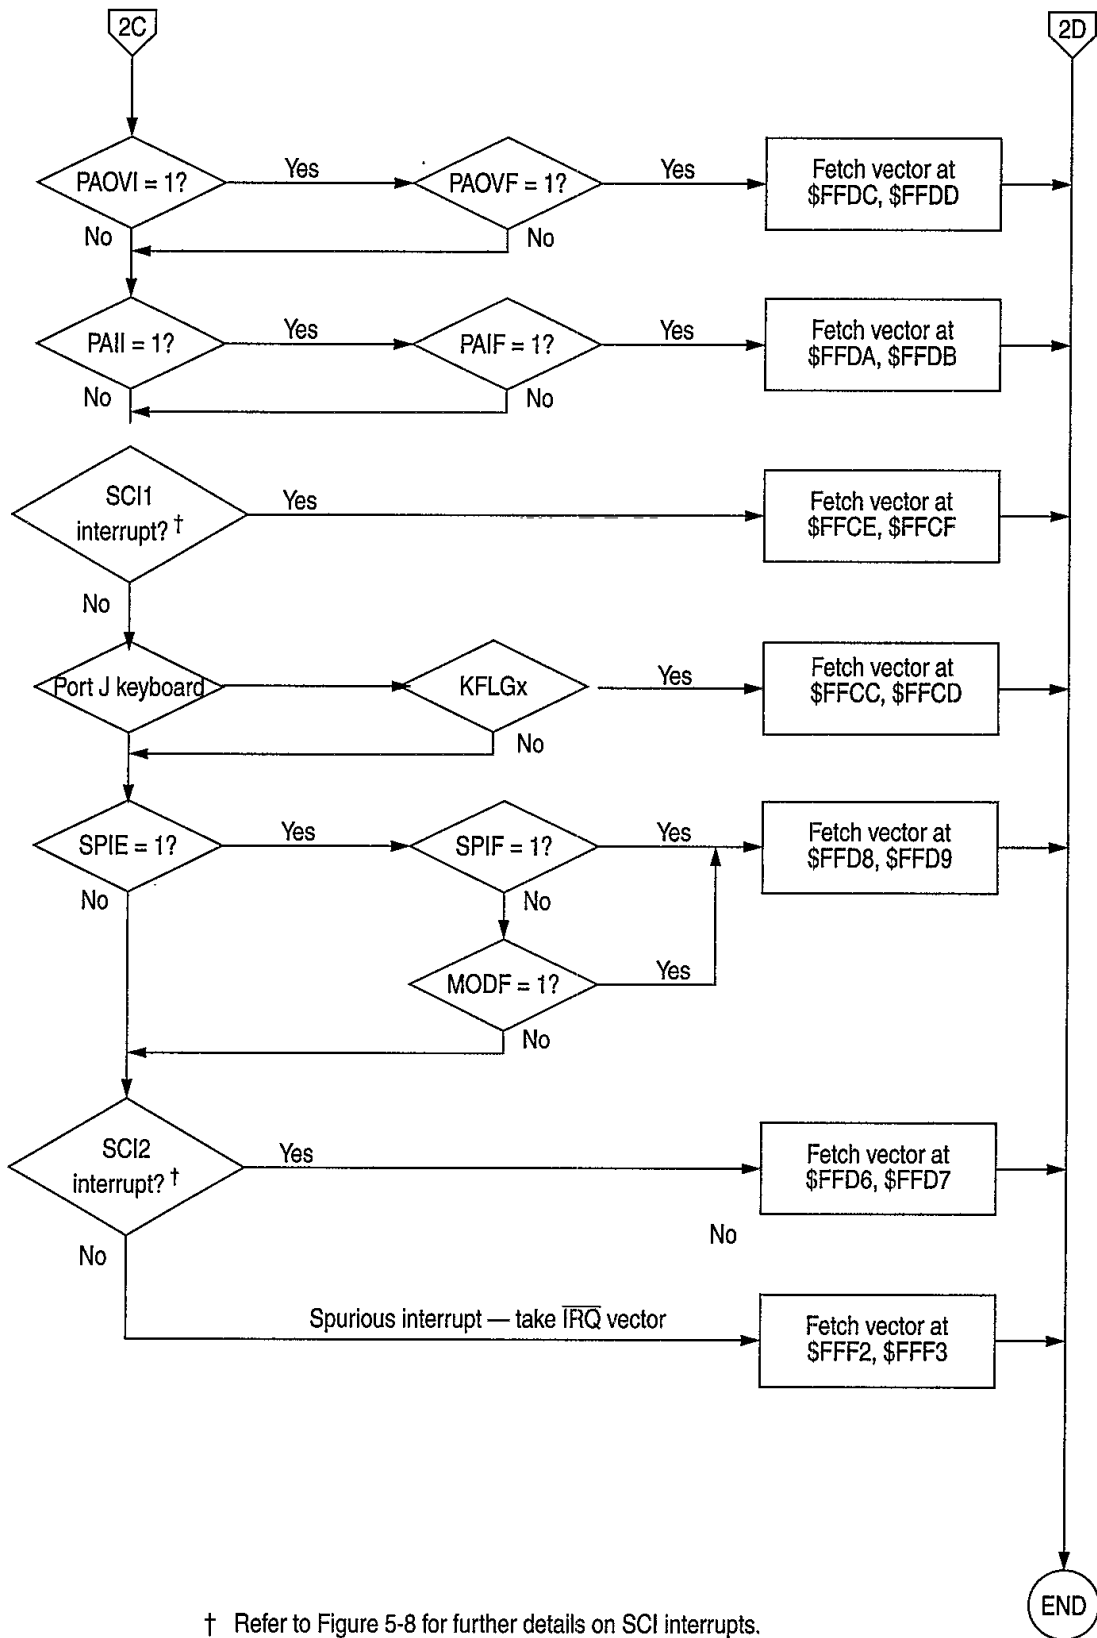 2C
2D
PAOVI = 1?
Yes
PAOVF = 1?
Yes
Fetch vector at
$FFDC, $FFDD
No
No
PAII = 1?
Yes
PAIF = 1?
Yes
Fetch vector at
$FFDA, $FFDB
No
No
SCI1
interrupt? †
Yes
Fetch vector at
$FFCE, $FFCF
No
Port J keyboard
KFLGx
Yes
Fetch vector at
$FFCC, $FFCD
No
SPIE = 1?
Yes
SPIF = 1?
Yes
Fetch vector at
$FFD8, $FFD9
No
No
MODF = 1?
Yes
No
SCI2
interrupt? †
Yes
Fetch vector at
$FFD6, $FFD7
No
No
Spurious interrupt — take I̅R̅Q̅ vector
Fetch vector at
$FFF2, $FFF3
END
† Refer to Figure 5-8 for further details on SCI interrupts.